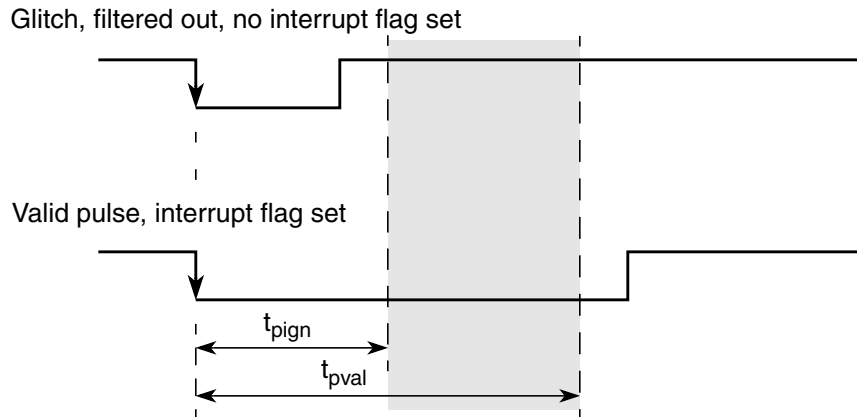 Glitch, filtered out, no interrupt flag set
Valid pulse, interrupt flag set
tpign
tpval